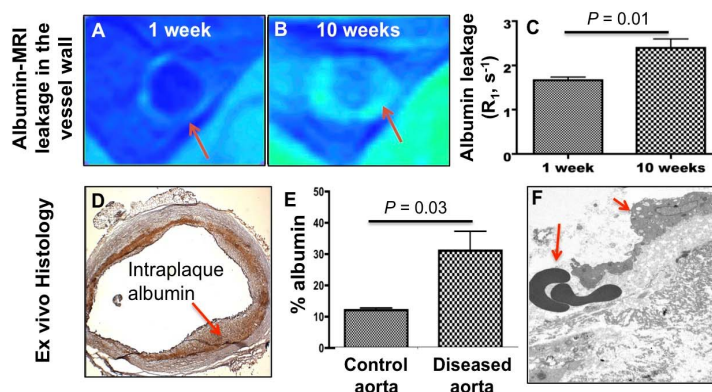 Albumin-MRI
leakage in the
vessel wall
A
1 week
B
10 weeks
C
P = 0.01
Albumin leakage
(R1, s-1)
3
2
1
0
1 week
10 weeks
Ex vivo Histology
D
Intraplaque
albumin
E
P = 0.03
% albumin
50
40
30
20
10
0
Control
aorta
Diseased
aorta
F